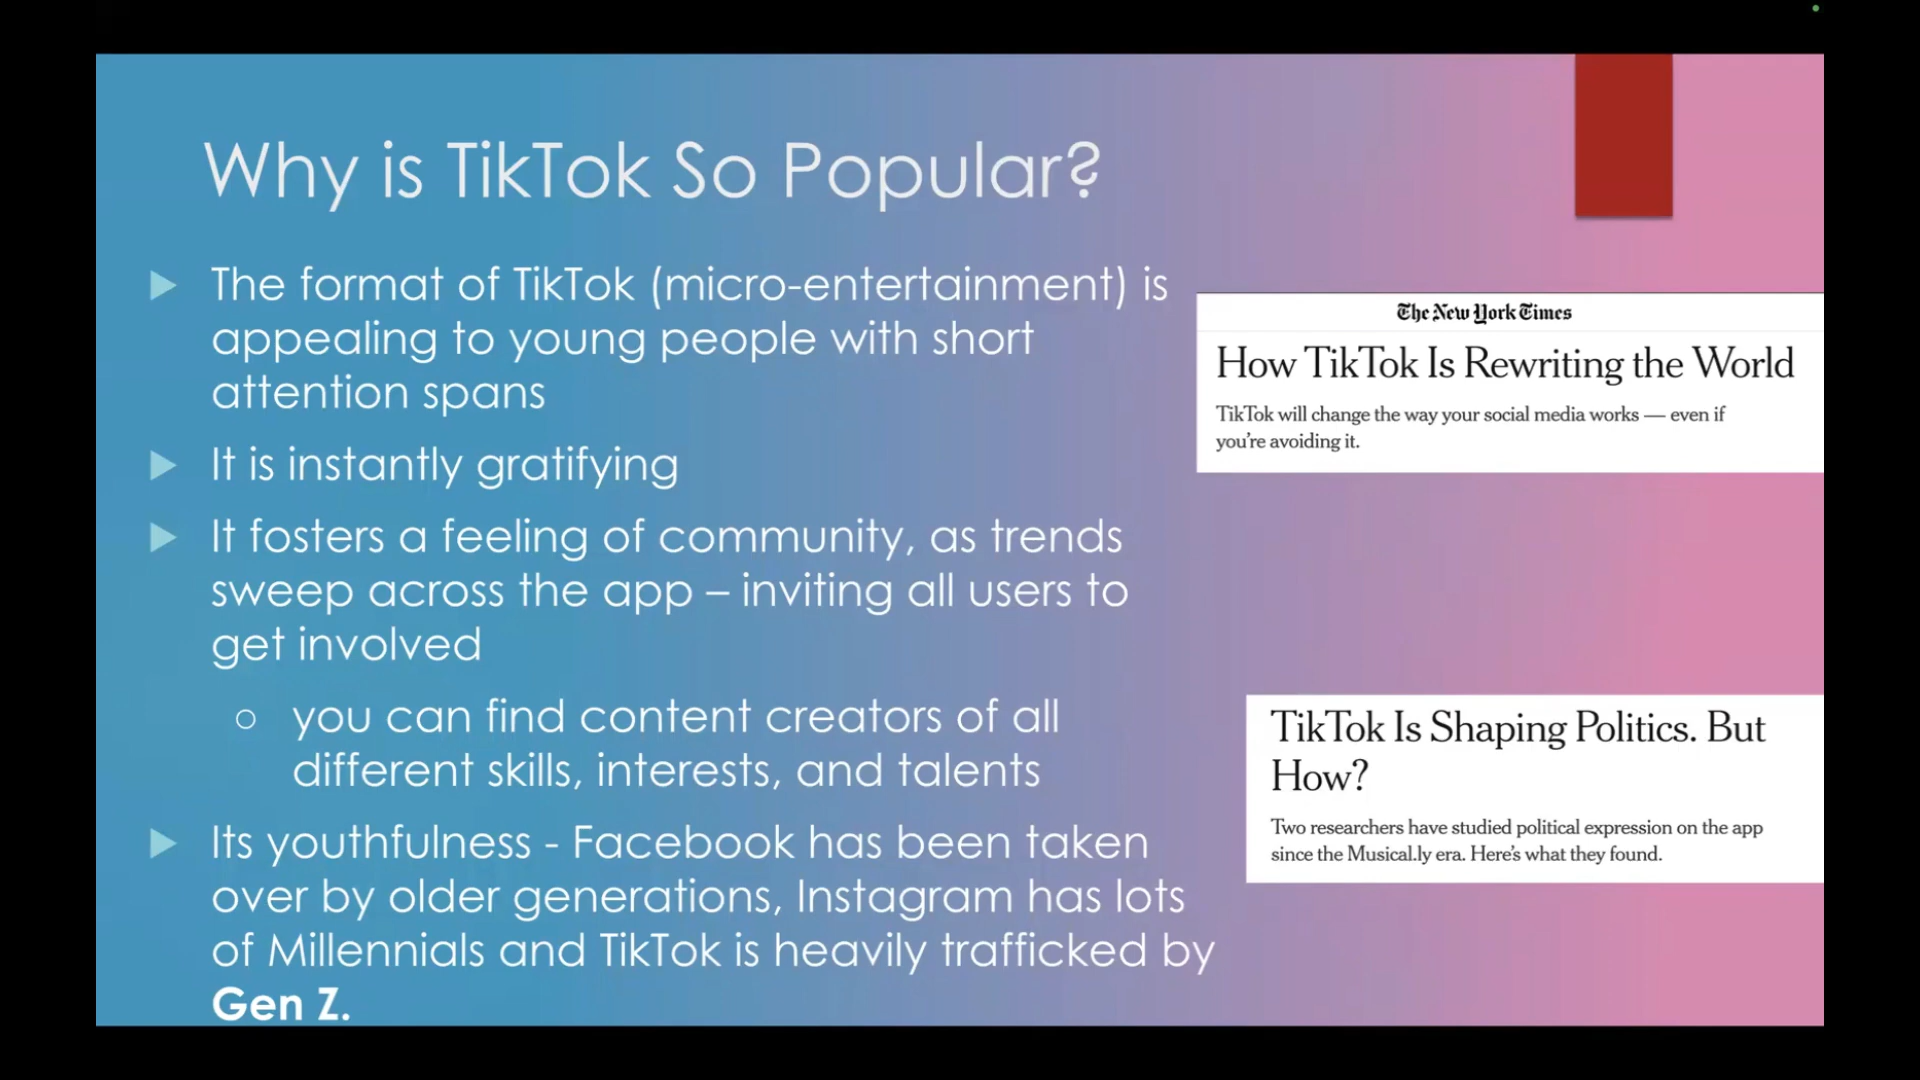 Why is TikTok So Popular?
The format of TikTok (micro-entertainment) is
appealing to young people with short
attention spans
It is instantly gratifying
It fosters a feeling of community, as trends
sweep across the app – inviting all users to
get involved
you can find content creators of all
different skills, interests, and talents
Its youthfulness - Facebook has been taken
over by older generations, Instagram has lots
of Millennials and TikTok is heavily trafficked by
Gen Z.
The New York Times
How TikTok Is Rewriting the World
TikTok will change the way your social media works — even if
you’re avoiding it.
TikTok Is Shaping Politics. But
How?
Two researchers have studied political expression on the app
since the Musical.ly era. Here’s what they found.